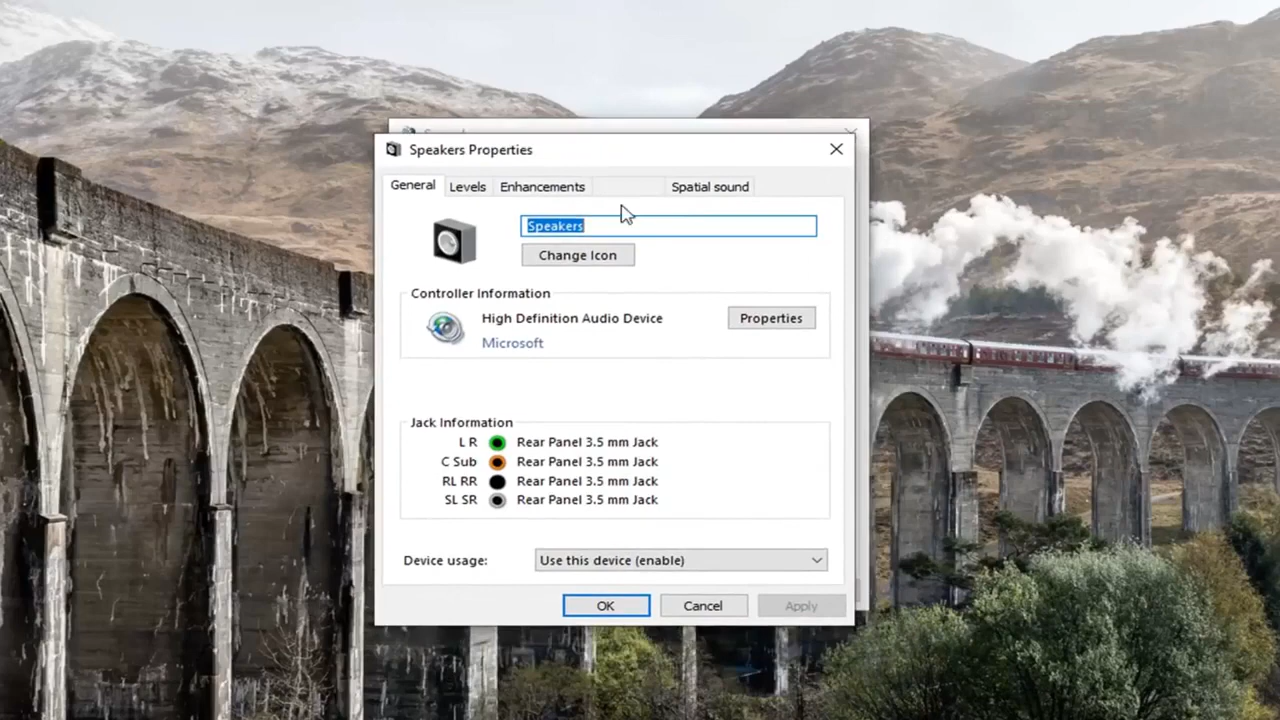 Speakers Properties
General Levels Enhancements Spatial sound
Speakers
Change Icon
Controller Information
High Definition Audio Device
Properties
Microsoft
Jack Information
L R Rear Panel 3.5 mm Jack
C Sub Rear Panel 3.5 mm Jack
RL RR Rear Panel 3.5 mm Jack
SL SR Rear Panel 3.5 mm Jack
Device usage: Use this device (enable)
OK Cancel Apply